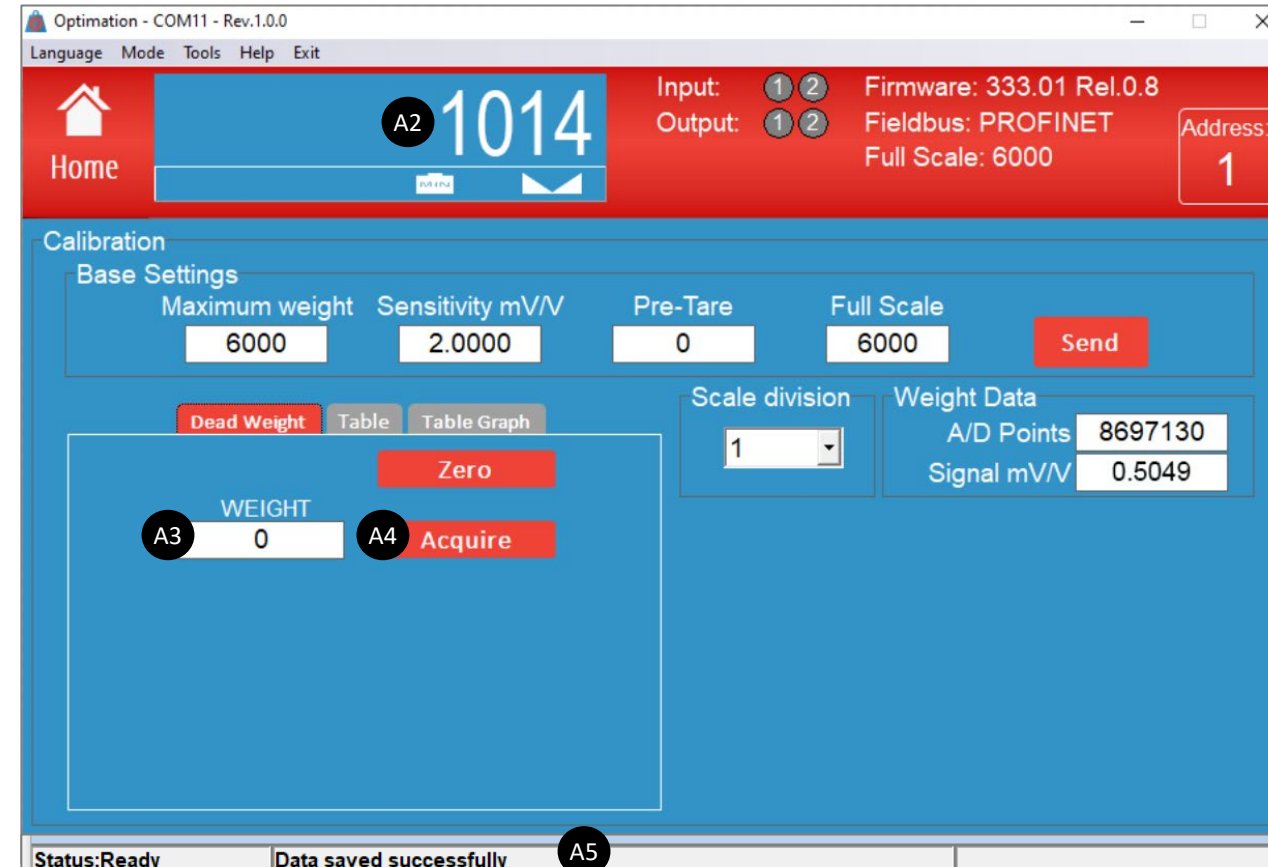 Optimation - COM11 - Rev.1.0.0
Language Mode Tools Help Exit
Home
A2 1014
MIN
Input: 1 2
Output: 1 2
Firmware: 333.01 Rel.0.8
Fieldbus: PROFINET
Full Scale: 6000
Address:
1
Calibration
Base Settings
Maximum weight Sensitivity mV/V Pre-Tare Full Scale
6000 2.0000 0 6000 Send
Dead Weight Table Table Graph
Zero
WEIGHT
A3 0 A4 Acquire
Scale division
1
Weight Data
A/D Points 8697130
Signal mV/V 0.5049
Status:Ready Data saved successfully A5